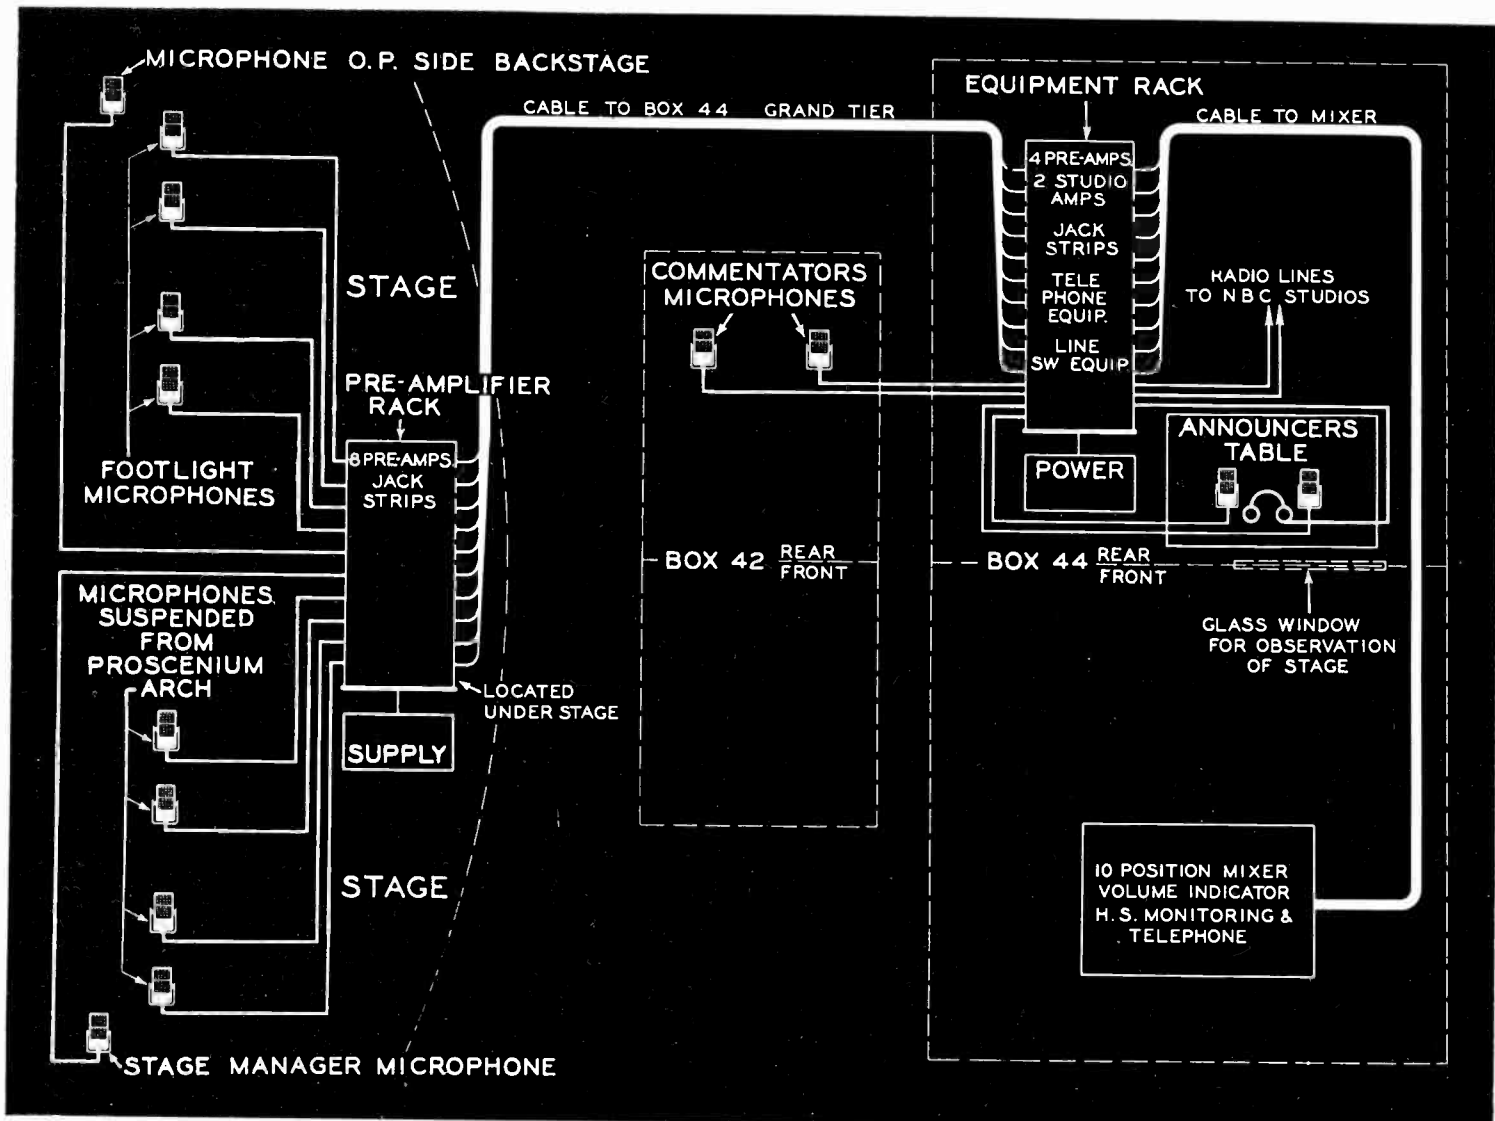 MICROPHONE O.P. SIDE BACKSTAGE
CABLE TO BOX 44 GRAND TIER
EQUIPMENT RACK
CABLE TO MIXER
4 PRE-AMPS.
2 STUDIO
AMPS
JACK
STRIPS
TELE
PHONE
EQUIP.
LINE
SW EQUIP
STAGE
COMMENTATORS
MICROPHONES
RADIO LINES
TO NBC STUDIOS
PRE-AMPLIFIER
RACK
8 PRE-AMPS.
JACK
STRIPS
FOOTLIGHT
MICROPHONES
POWER
ANNOUNCERS
TABLE
BOX 42 REAR
FRONT
BOX 44 REAR
FRONT
GLASS WINDOW
FOR OBSERVATION
OF STAGE
MICROPHONES
SUSPENDED
FROM
PROSCENIUM
ARCH
LOCATED
UNDER STAGE
SUPPLY
STAGE
10 POSITION MIXER
VOLUME INDICATOR
H.S. MONITORING &
TELEPHONE
STAGE MANAGER MICROPHONE